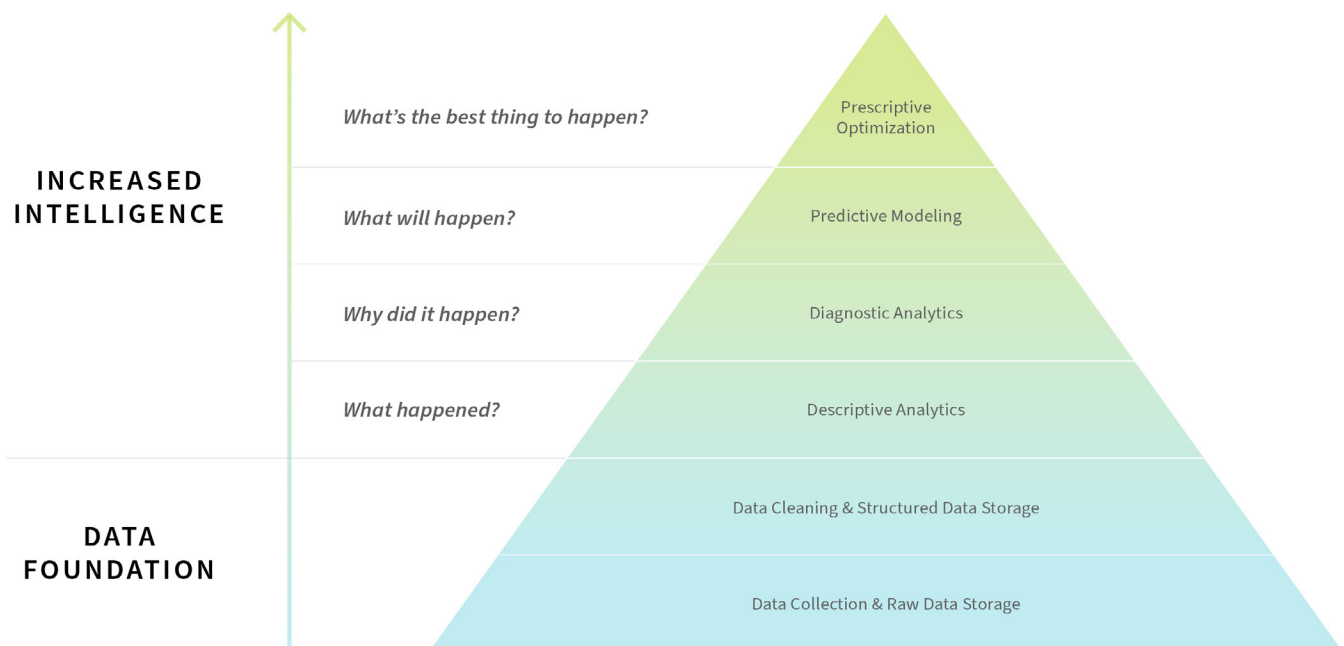 What's the best thing to happen?
Prescriptive
Optimization
INCREASED
INTELLIGENCE
What will happen?
Predictive Modeling
Why did it happen?
Diagnostic Analytics
What happened?
Descriptive Analytics
DATA
FOUNDATION
Data Cleaning & Structured Data Storage
Data Collection & Raw Data Storage